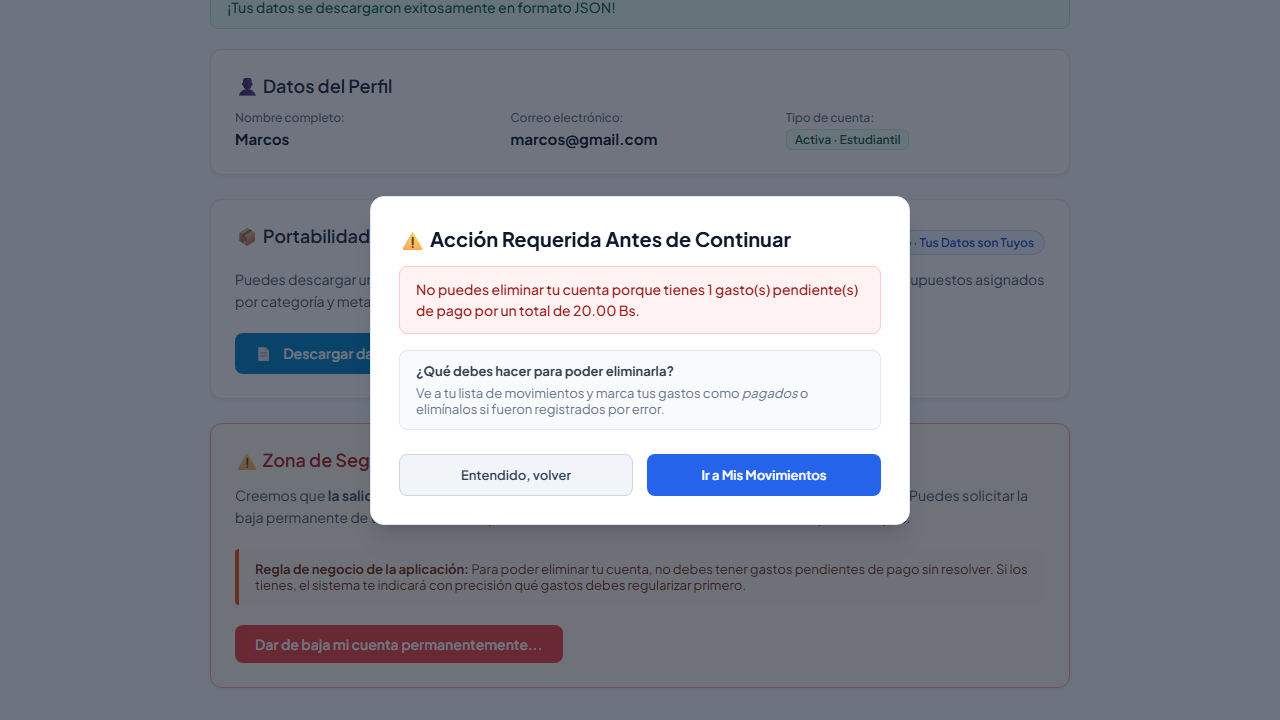 ¡Tus datos se descargaron exitosamente en formato JSON!
Datos del Perfil
Nombre completo:
Correo electrónico:
Tipo de cuenta:
Marcos
marcos@gmail.com
Activa · Estudiantil
Portabilidad
· Tus Datos son Tuyos
Puedes descargar
upuestos asignados
por categoría y meta
Descargar
Acción Requerida Antes de Continuar
No puedes eliminar tu cuenta porque tienes 1 gasto(s) pendiente(s)
de pago por un total de 20.00 Bs.
¿Qué debes hacer para poder eliminarla?
Ve a tu lista de movimientos y marca tus gastos como pagados o
elimínalos si fueron registrados por error.
Entendido, volver
Ir a Mis Movimientos
Zona de Seg
Creemos que la salid
Puedes solicitar la
baja permanente de
Regla de negocio de la aplicación: Para poder eliminar tu cuenta, no debes tener gastos pendientes de pago sin resolver. Si los
tienes, el sistema te indicará con precisión qué gastos debes regularizar primero.
Dar de baja mi cuenta permanentemente...